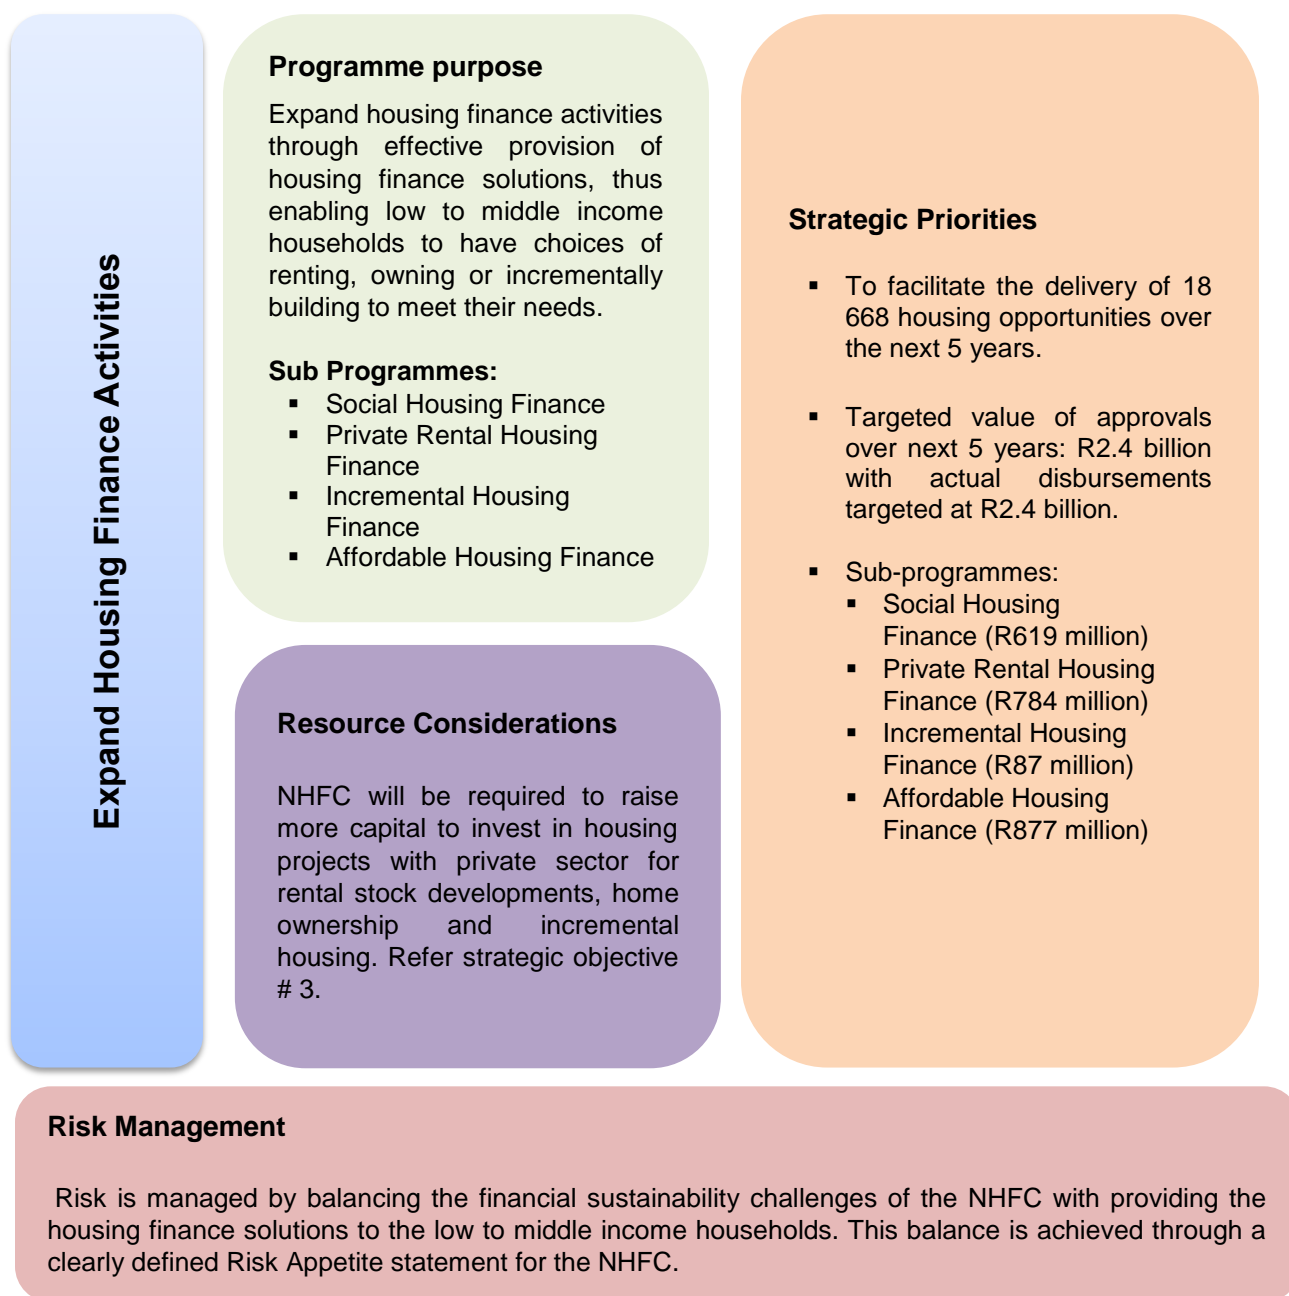 Expand Housing Finance Activities
Programme purpose
Expand housing finance activities
through effective provision of
housing finance solutions, thus
enabling low to middle income
households to have choices of
renting, owning or incrementally
building to meet their needs.
Sub Programmes:
▪ Social Housing Finance
▪ Private Rental Housing
Finance
▪ Incremental Housing
Finance
▪ Affordable Housing Finance
Resource Considerations
NHFC will be required to raise
more capital to invest in housing
projects with private sector for
rental stock developments, home
ownership and incremental
housing. Refer strategic objective
# 3.
Strategic Priorities
▪ To facilitate the delivery of 18
668 housing opportunities over
the next 5 years.
▪ Targeted value of approvals
over next 5 years: R2.4 billion
with actual disbursements
targeted at R2.4 billion.
▪ Sub-programmes:
▪ Social Housing
Finance (R619 million)
▪ Private Rental Housing
Finance (R784 million)
▪ Incremental Housing
Finance (R87 million)
▪ Affordable Housing
Finance (R877 million)
Risk Management
Risk is managed by balancing the financial sustainability challenges of the NHFC with providing the
housing finance solutions to the low to middle income households. This balance is achieved through a
clearly defined Risk Appetite statement for the NHFC.